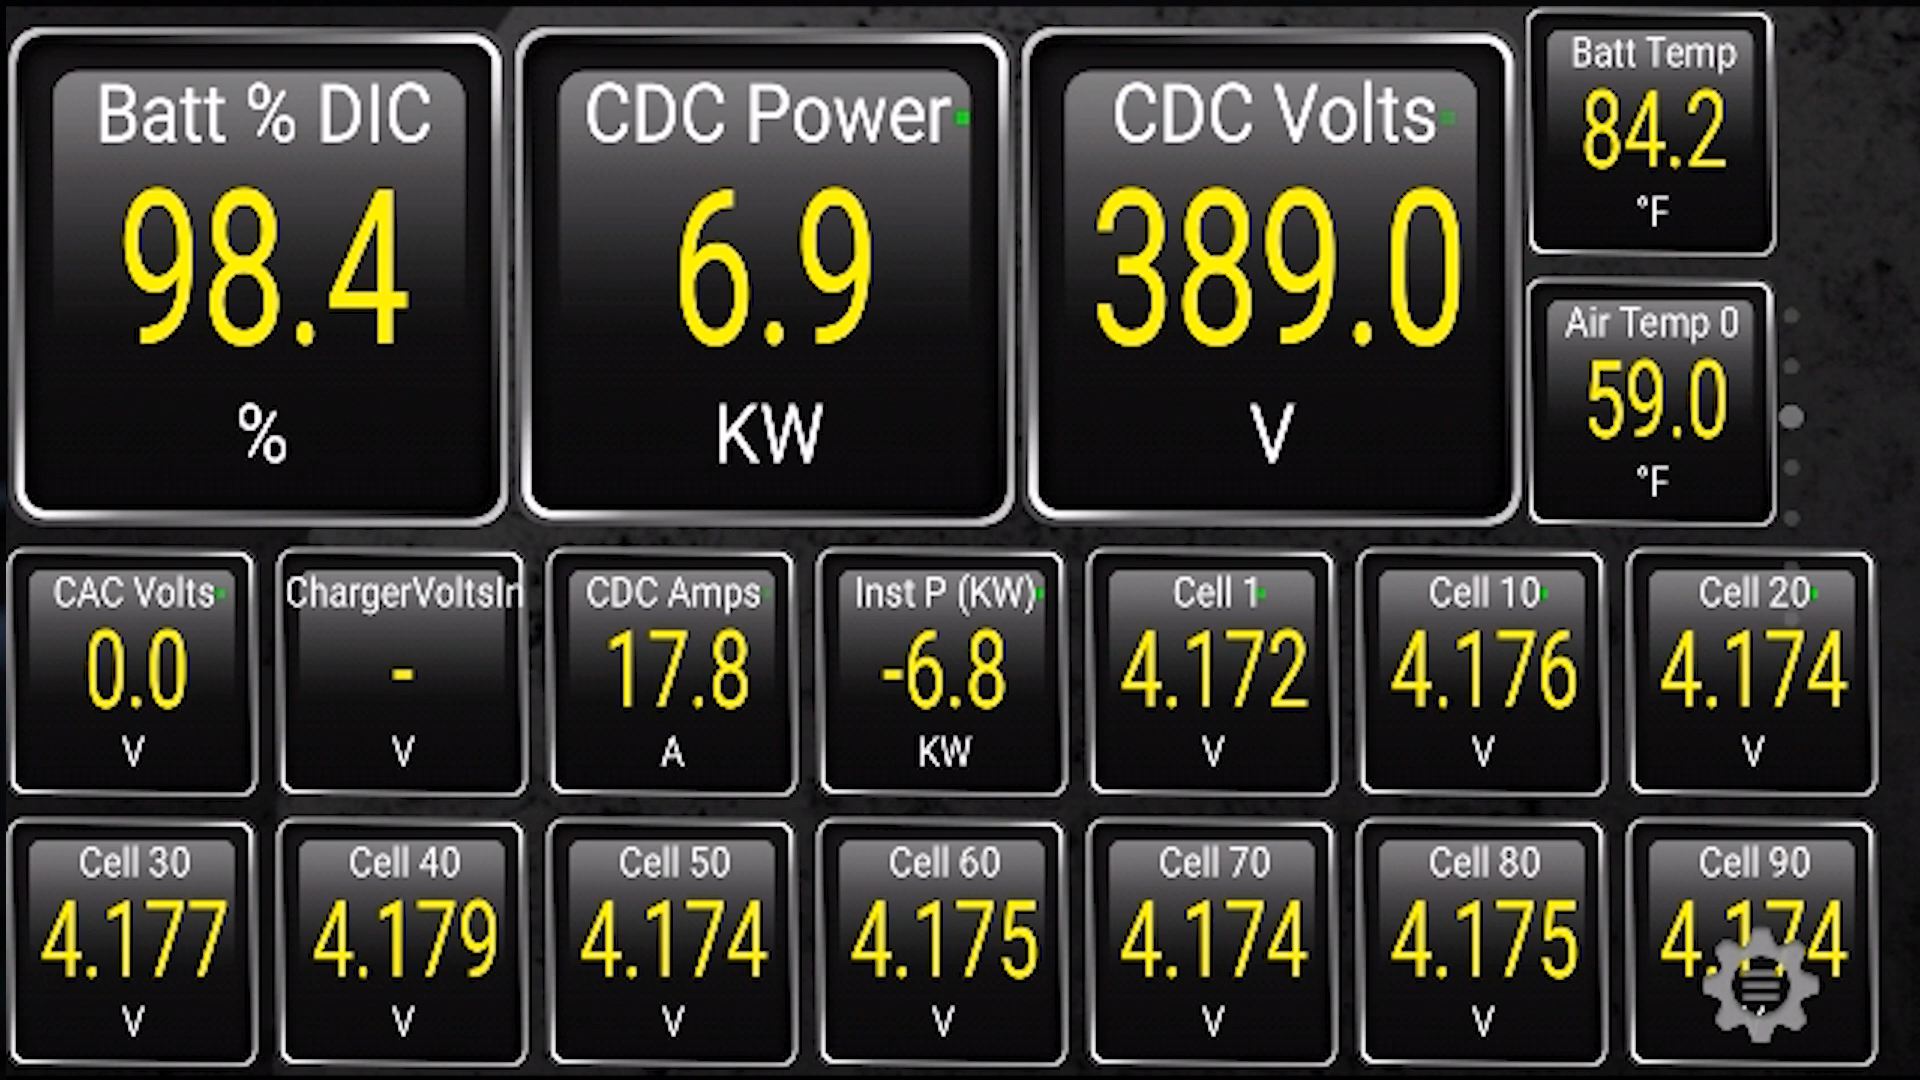 Batt % DIC
98.4
%
CDC Power
6.9
KW
CDC Volts
389.0
V
Batt Temp
84.2
°F
Air Temp 0
59.0
°F
CAC Volts
0.0
V
ChargerVoltsIn
-
V
CDC Amps
17.8
A
Inst P (KW)
-6.8
KW
Cell 1
4.172
V
Cell 10
4.176
V
Cell 20
4.174
V
Cell 30
4.177
V
Cell 40
4.179
V
Cell 50
4.174
V
Cell 60
4.175
V
Cell 70
4.174
V
Cell 80
4.175
V
Cell 90
4.174